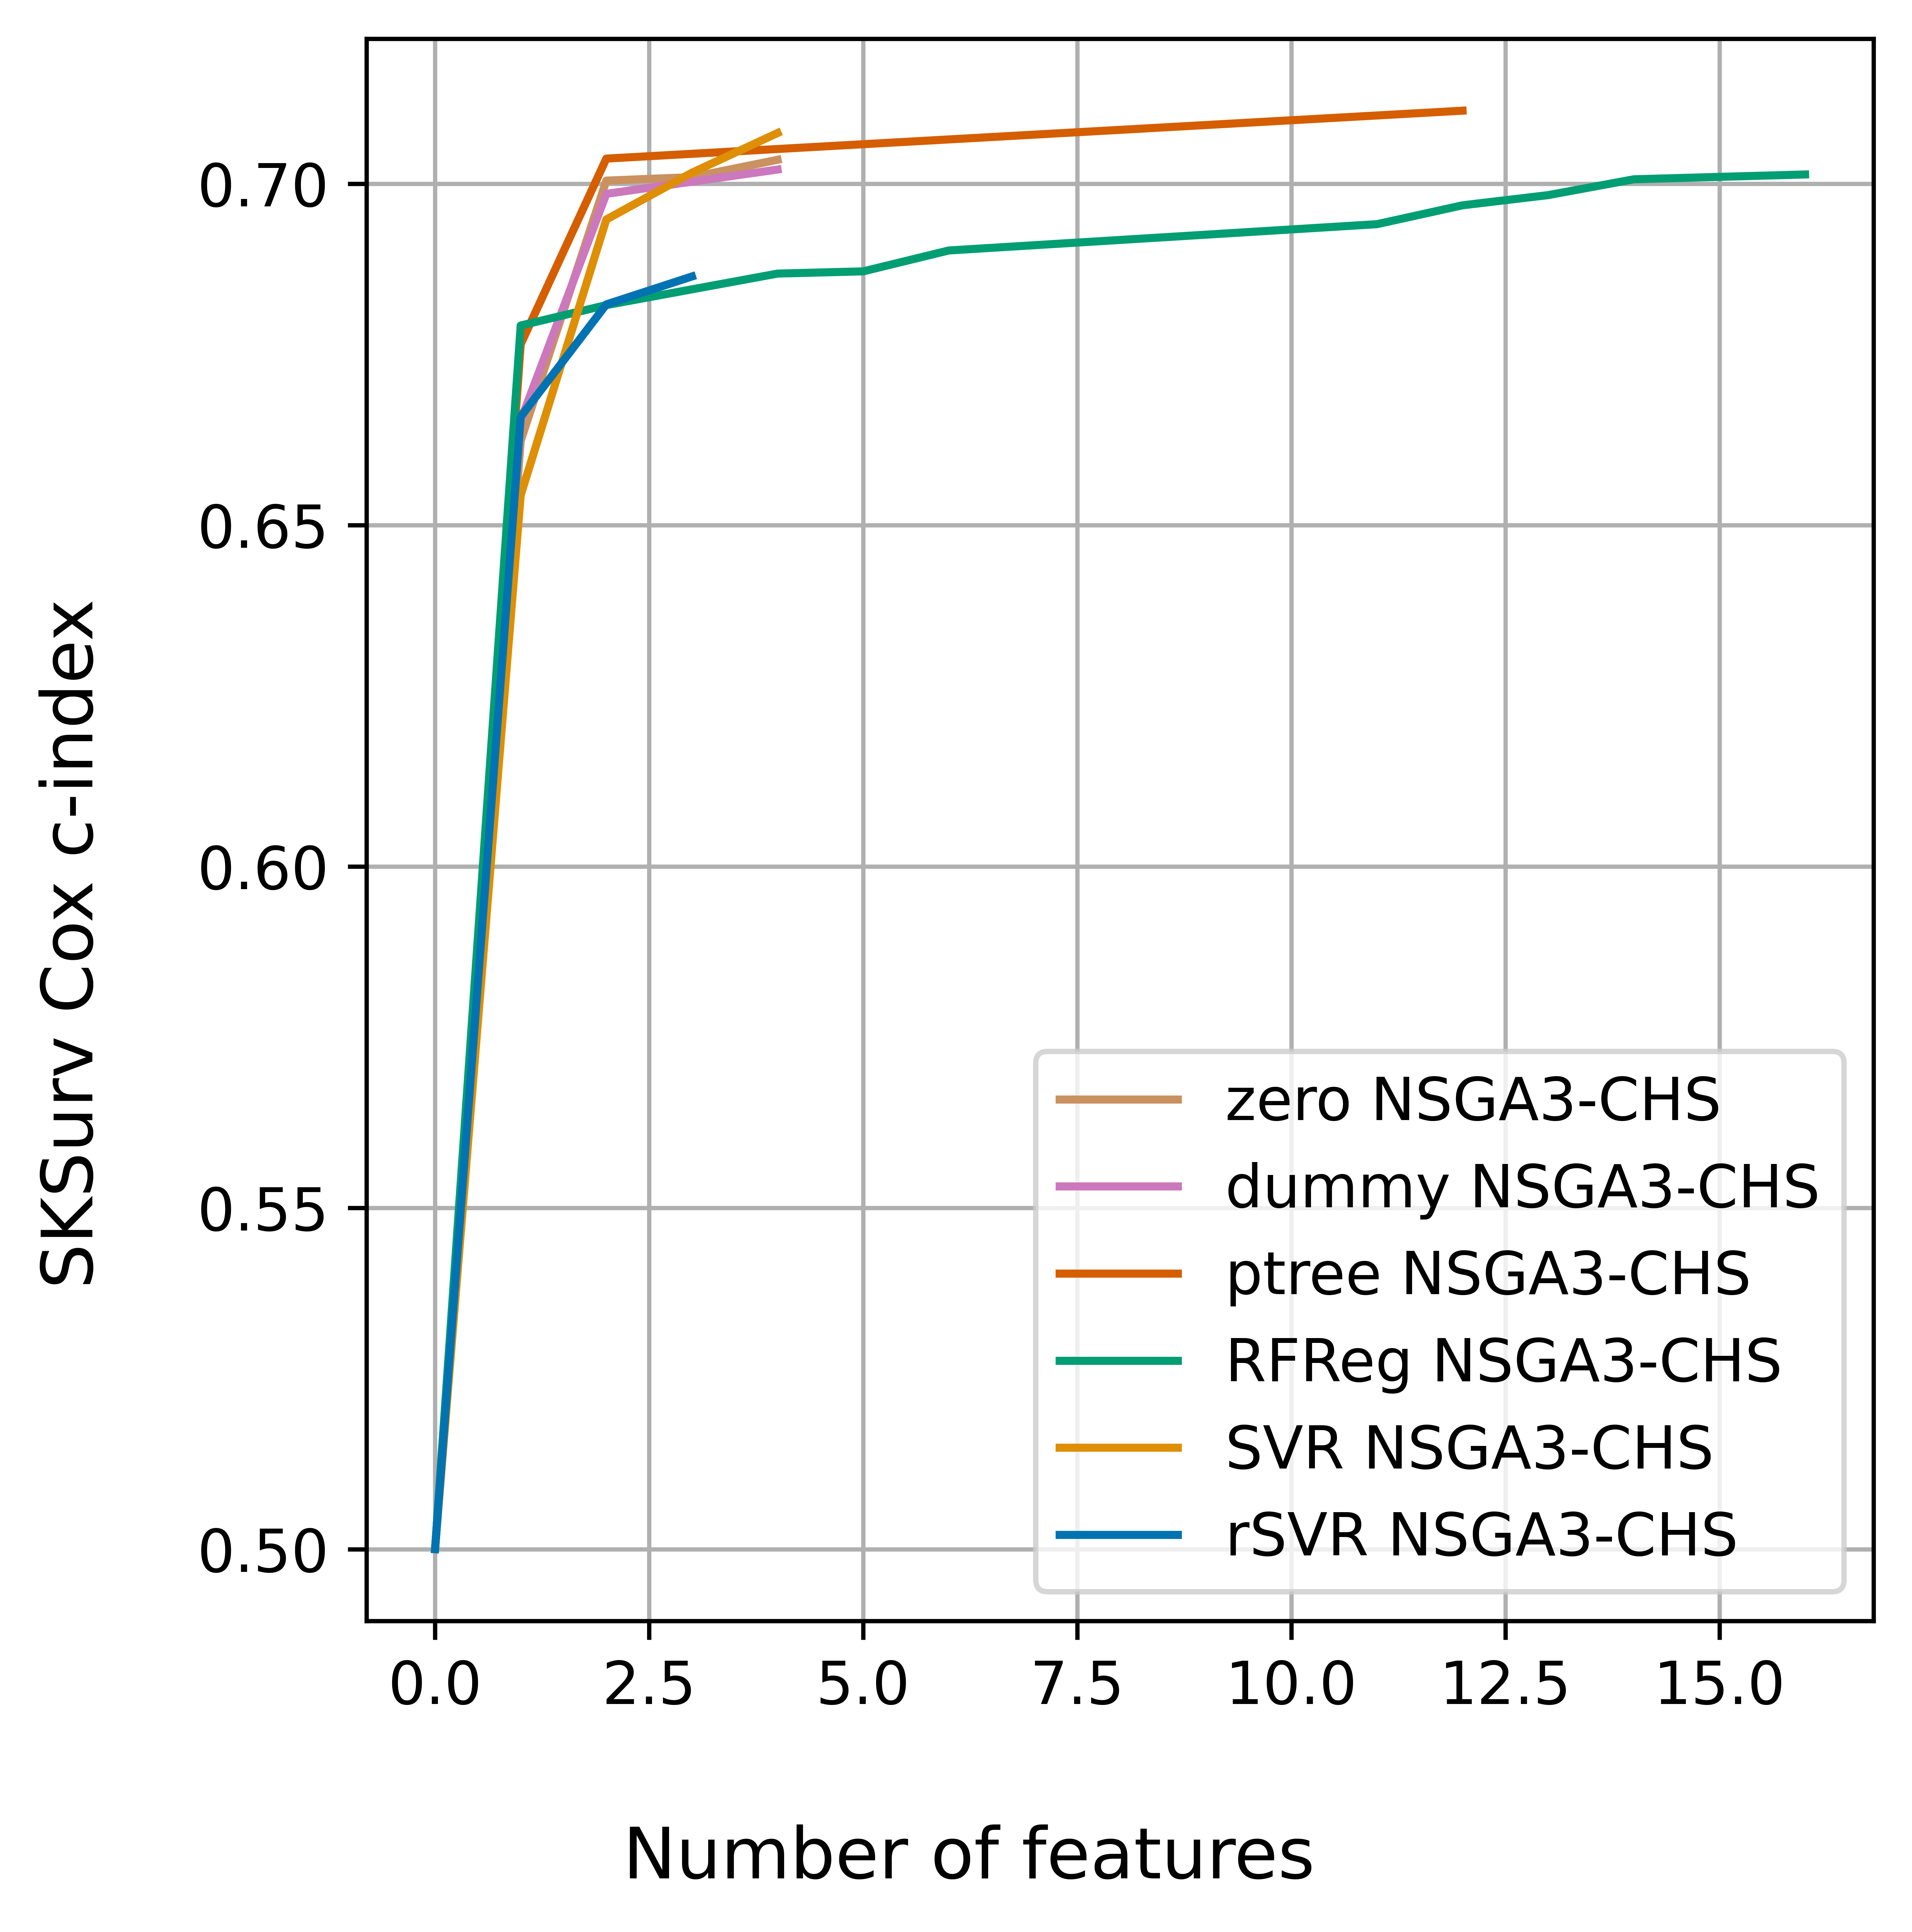 SKSurv Cox c-index
0.70
0.65
0.60
0.55
0.50
zero NSGA3-CHS
dummy NSGA3-CHS
ptree NSGA3-CHS
RFReg NSGA3-CHS
SVR NSGA3-CHS
rSVR NSGA3-CHS
0.0 2.5 5.0 7.5 10.0 12.5 15.0
Number of features